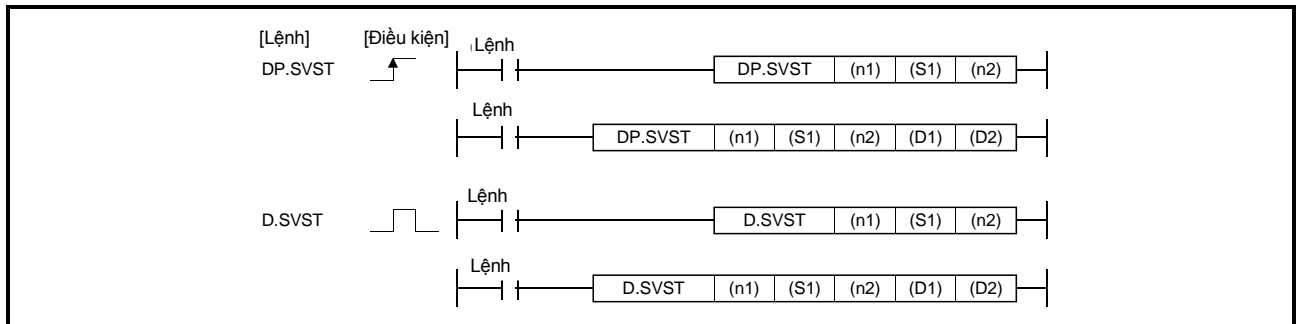 [Lệnh] [Điều kiện] Lệnh
DP.SVST DP.SVST (n1) (S1) (n2)
Lệnh
DP.SVST (n1) (S1) (n2) (D1) (D2)
Lệnh
D.SVST D.SVST (n1) (S1) (n2)
Lệnh
D.SVST (n1) (S1) (n2) (D1) (D2)